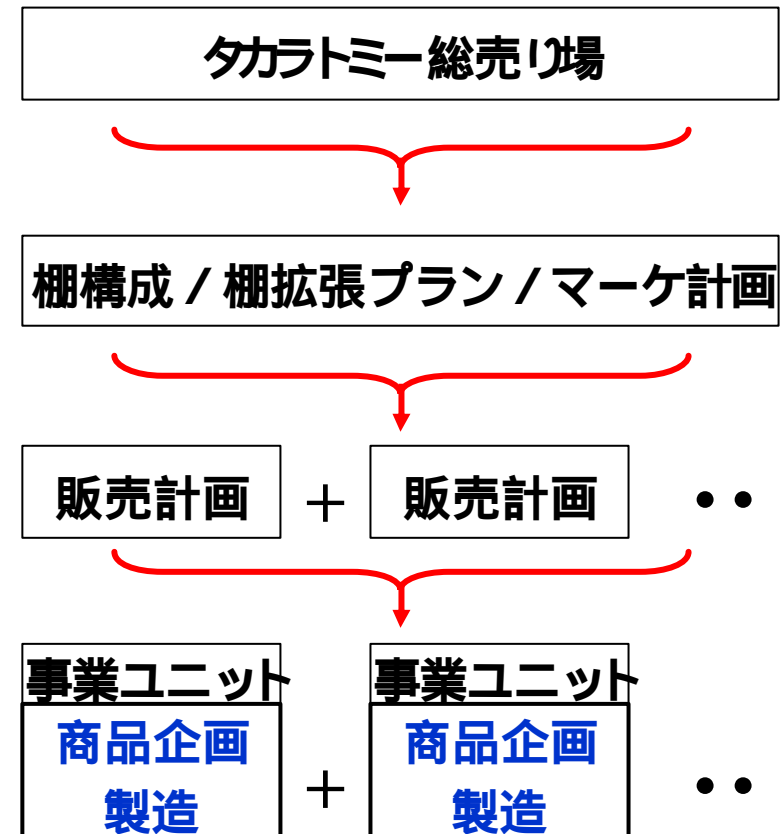 タカラトミー総売り場
棚構成/棚拡張プラン/マーケ計画
販売計画 + 販売計画 ・・
事業ユニット 事業ユニット
商品企画 商品企画
製造 + 製造 ・・